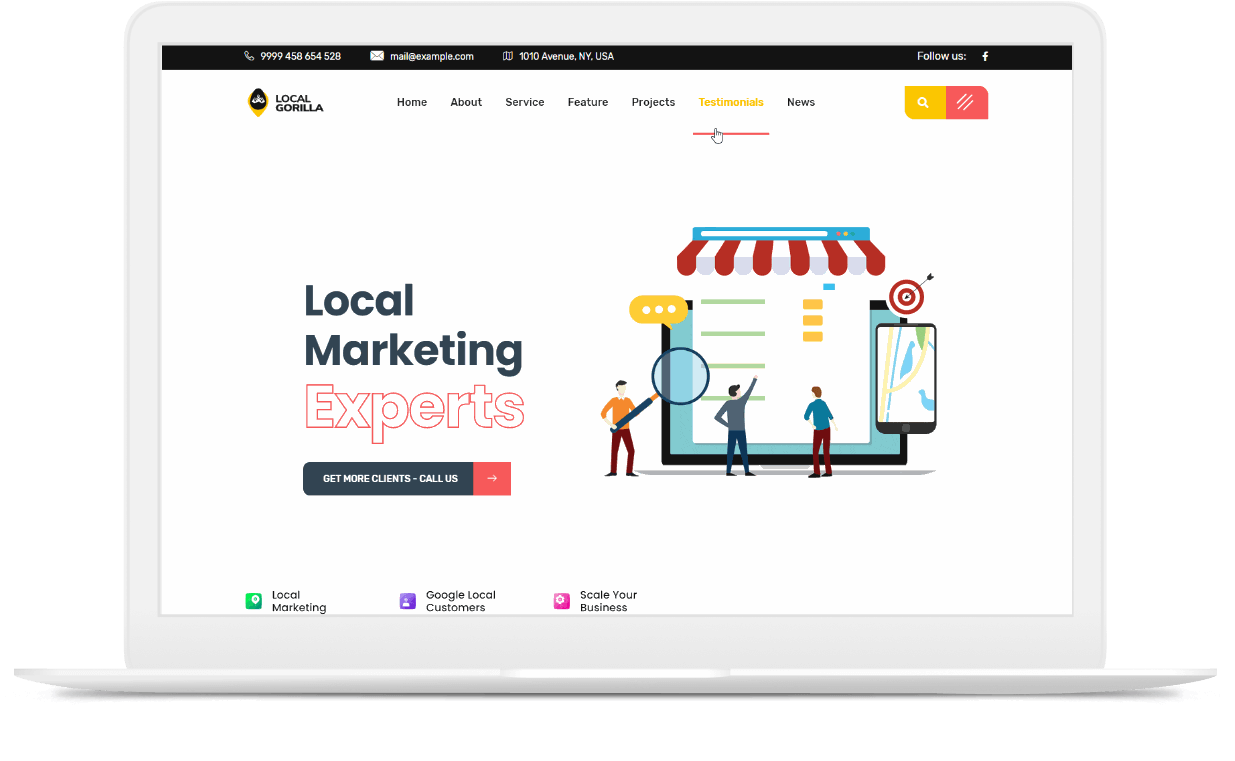 9999 458 654 528 mail@example.com 1010 Avenue, NY, USA Follow us:
LOCAL
GORILLA
Home About Service Feature Projects Testimonials News
Local
Marketing
Experts
GET MORE CLIENTS - CALL US
Local
Marketing
Google Local
Customers
Scale Your
Business